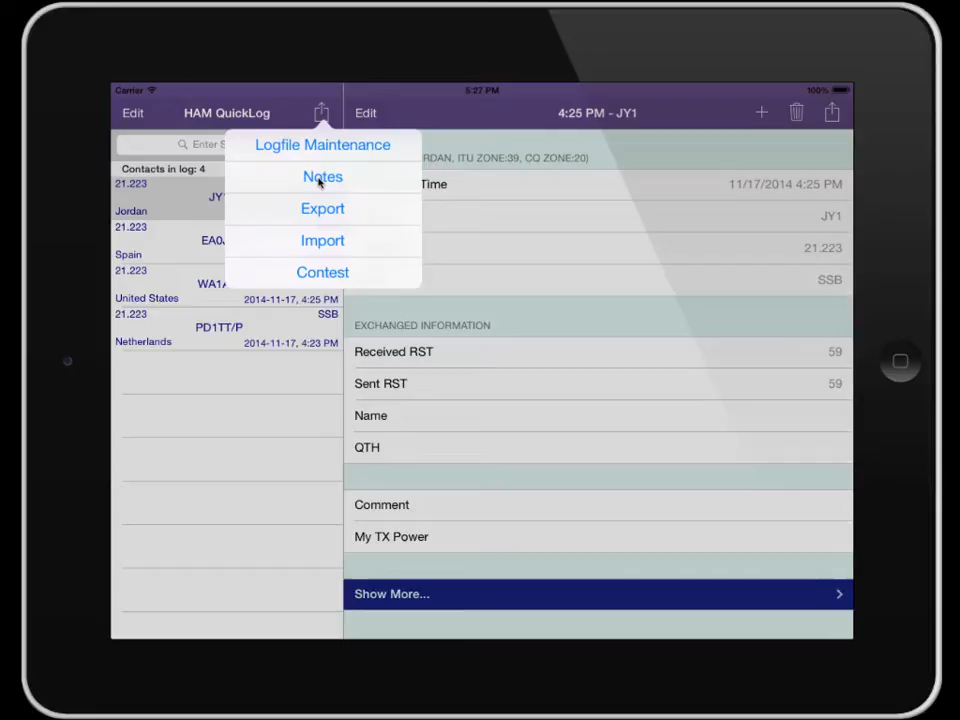 Carrier
5:27 PM
100%
Edit
HAM QuickLog
Edit
4:25 PM - JY1
Enter S
Contacts in log: 4
21.223
JY
Jordan
21.223
EA0
Spain
21.223
WA1
United States
2014-11-17, 4:25 PM
21.223
SSB
PD1TT/P
Netherlands
2014-11-17, 4:23 PM
Logfile Maintenance
Notes
Export
Import
Contest
RDAN, ITU ZONE:39, CQ ZONE:20)
Time
11/17/2014 4:25 PM
JY1
21.223
SSB
EXCHANGED INFORMATION
Received RST
59
Sent RST
59
Name
QTH
Comment
My TX Power
Show More...